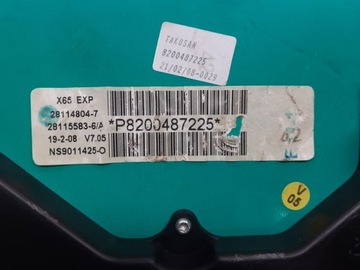 TAKOSAN
8200487225
21/02/08-0029
X65 EXP
28114804-7
28115583-6/A
19-2-08 V7.05
NS9011425-O
*P8200487225*
V
05